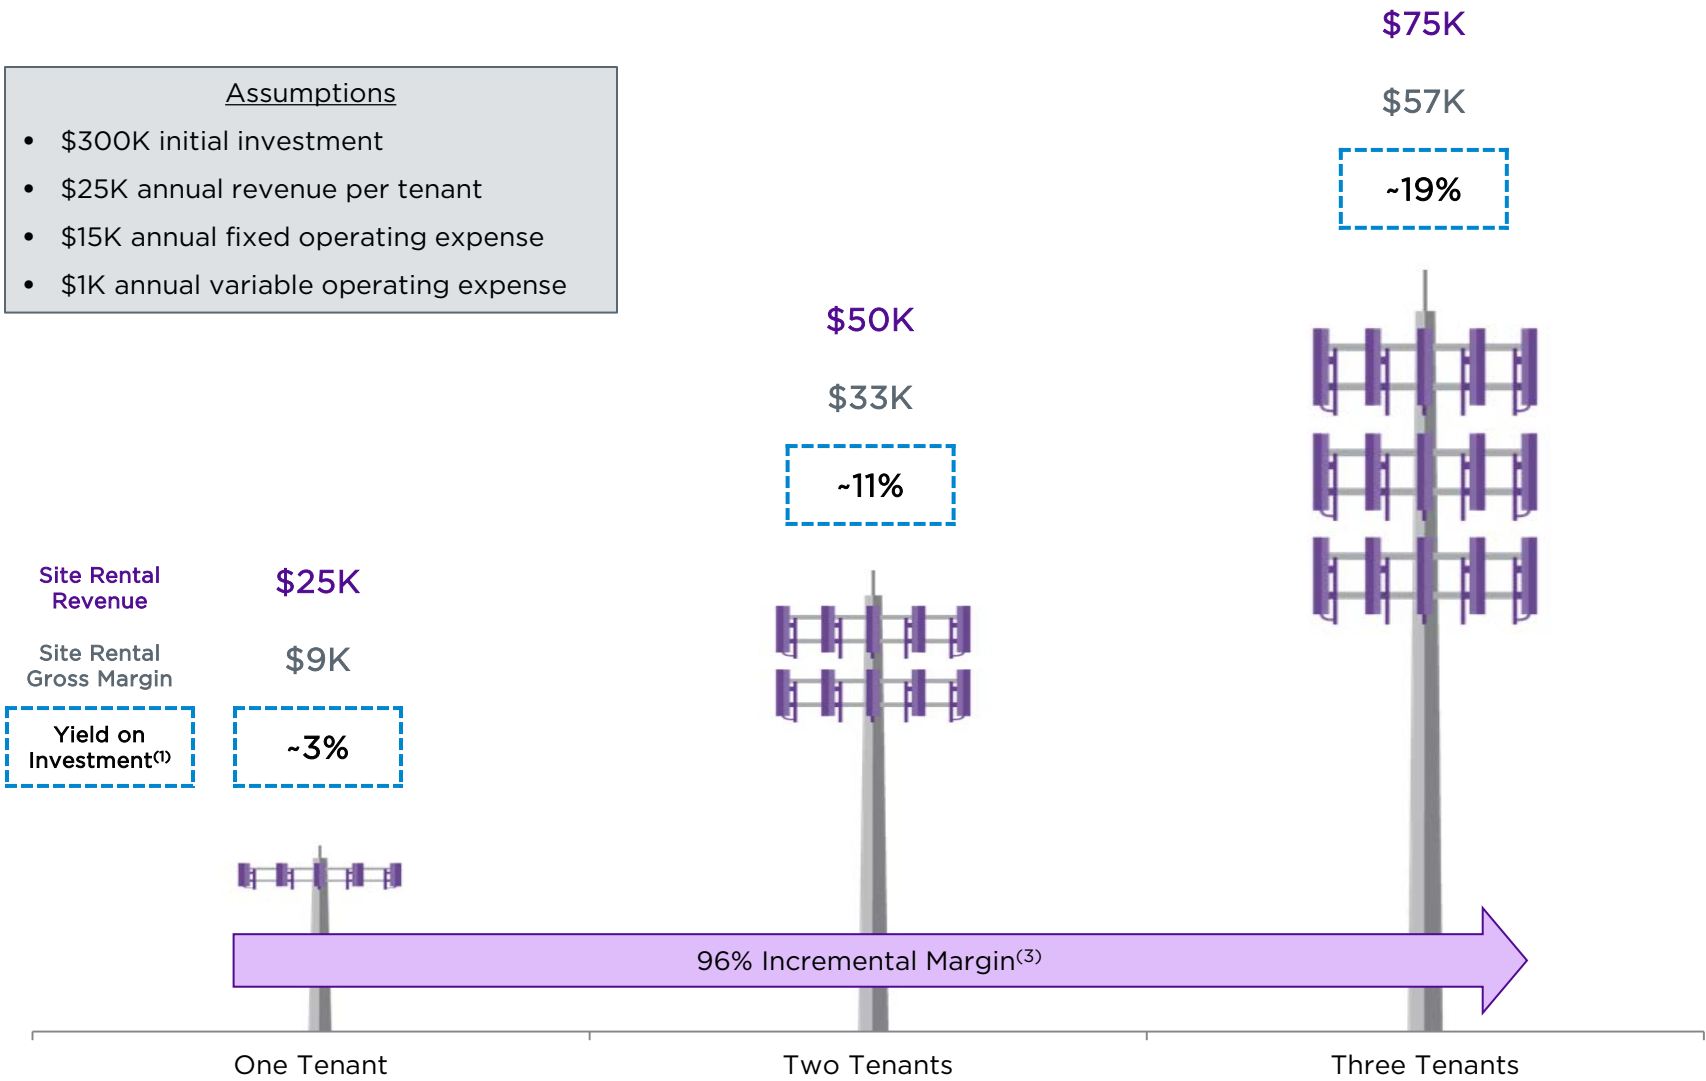 Assumptions
• $300K initial investment
• $25K annual revenue per tenant
• $15K annual fixed operating expense
• $1K annual variable operating expense
Site Rental
Revenue
Site Rental
Gross Margin
Yield on
Investment(1)
$25K
$9K
~3%
$50K
$33K
~11%
$75K
$57K
~19%
96% Incremental Margin(3)
One Tenant
Two Tenants
Three Tenants